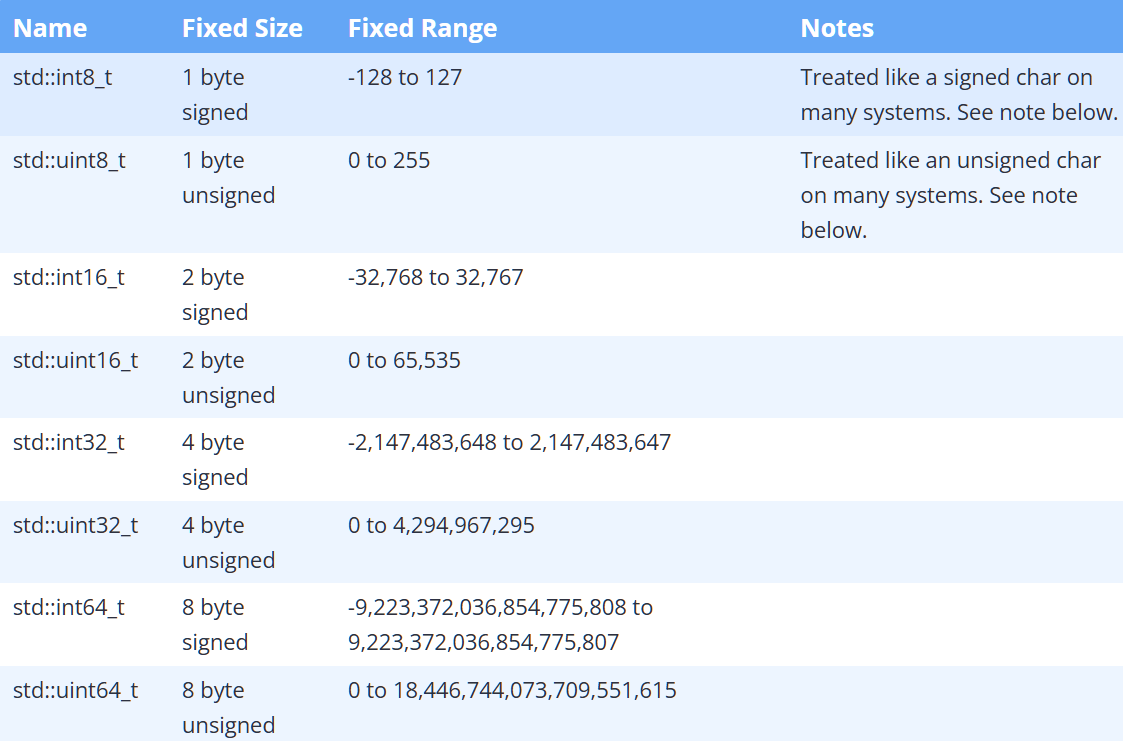 Name Fixed Size Fixed Range Notes
std::int8_t 1 byte -128 to 127 Treated like a signed char on
signed many systems. See note below.
std::uint8_t 1 byte 0 to 255 Treated like an unsigned char
unsigned on many systems. See note
below.
std::int16_t 2 byte -32,768 to 32,767
signed
std::uint16_t 2 byte 0 to 65,535
unsigned
std::int32_t 4 byte -2,147,483,648 to 2,147,483,647
signed
std::uint32_t 4 byte 0 to 4,294,967,295
unsigned
std::int64_t 8 byte -9,223,372,036,854,775,808 to
signed 9,223,372,036,854,775,807
std::uint64_t 8 byte 0 to 18,446,744,073,709,551,615
unsigned